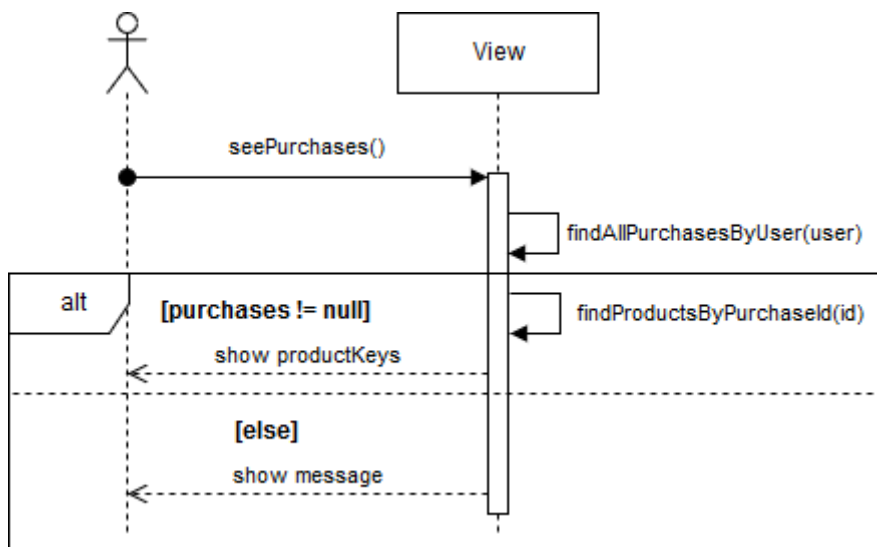 View
seePurchases()
findAllPurchasesByUser(user)
alt
[purchases != null]
findProductsByPurchaseId(id)
show productKeys
[else]
show message